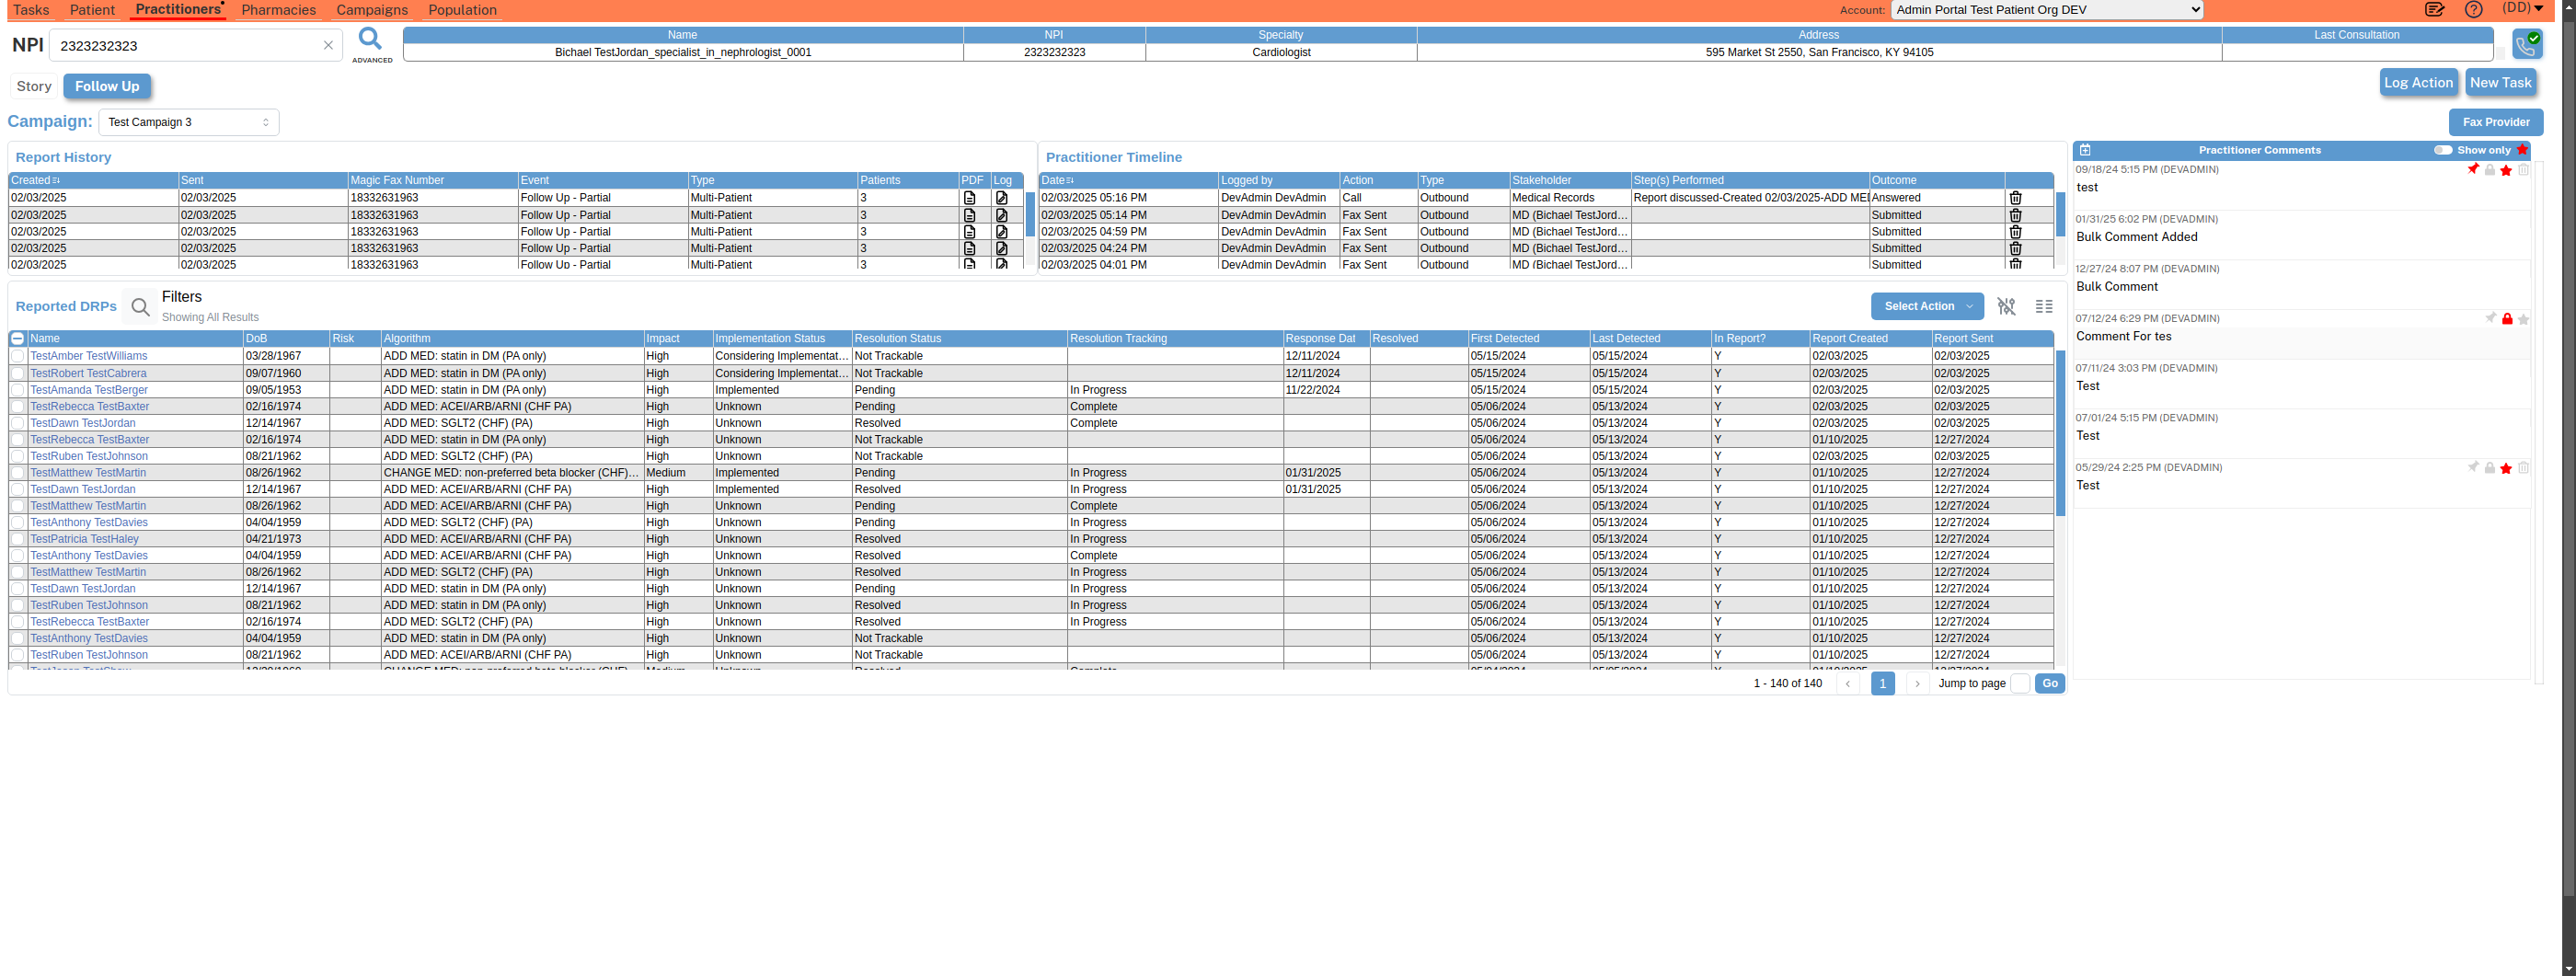 Tasks Patient Practitioners Pharmacies Campaigns Population Account: Admin Portal Test Patient Org DEV (DD)
NPI 2323232323 ADVANCED
Name NPI Specialty Address Last Consultation
Bichael TestJordan_specialist_in_nephrologist_0001 2323232323 Cardiologist 595 Market St 2550, San Francisco, KY 94105
Story Follow Up Log Action New Task
Campaign: Test Campaign 3 Fax Provider
Report History
Created Sent Magic Fax Number Event Type Patients PDF Log
02/03/2025 02/03/2025 18332631963 Follow Up - Partial Multi-Patient 3
02/03/2025 02/03/2025 18332631963 Follow Up - Partial Multi-Patient 3
02/03/2025 02/03/2025 18332631963 Follow Up - Partial Multi-Patient 3
02/03/2025 02/03/2025 18332631963 Follow Up - Partial Multi-Patient 3
02/03/2025 02/03/2025 18332631963 Follow Up - Partial Multi-Patient 3
Practitioner Timeline
Date Logged by Action Type Stakeholder Step(s) Performed Outcome
02/03/2025 05:16 PM DevAdmin DevAdmin Call Outbound Medical Records Report discussed-Created 02/03/2025-ADD MED Answered
02/03/2025 05:14 PM DevAdmin DevAdmin Fax Sent Outbound MD (Bichael TestJord... Submitted
02/03/2025 04:59 PM DevAdmin DevAdmin Fax Sent Outbound MD (Bichael TestJord... Submitted
02/03/2025 04:24 PM DevAdmin DevAdmin Fax Sent Outbound MD (Bichael TestJord... Submitted
02/03/2025 04:01 PM DevAdmin DevAdmin Fax Sent Outbound MD (Bichael TestJord... Submitted
Reported DRPs Filters
Showing All Results
Select Action
Name DoB Risk Algorithm Impact Implementation Status Resolution Status Resolution Tracking Response Dat Resolved First Detected Last Detected In Report? Report Created Report Sent
TestAmber TestWilliams 03/28/1967 ADD MED: statin in DM (PA only) High Considering Implementat... Not Trackable 12/11/2024 05/15/2024 05/15/2024 Y 02/03/2025 02/03/2025
TestRobert TestCabrera 09/07/1960 ADD MED: statin in DM (PA only) High Considering Implementat... Not Trackable 12/11/2024 05/15/2024 05/15/2024 Y 02/03/2025 02/03/2025
TestAmanda TestBerger 09/05/1953 ADD MED: statin in DM (PA only) High Implemented Pending In Progress 11/22/2024 05/15/2024 05/15/2024 Y 02/03/2025 02/03/2025
TestRebecca TestBaxter 02/16/1974 ADD MED: ACEI/ARB/ARNI (CHF PA) High Unknown Pending Complete 05/06/2024 05/13/2024 Y 02/03/2025 02/03/2025
TestDawn TestJordan 12/14/1967 ADD MED: SGLT2 (CHF) (PA) High Unknown Resolved Complete 05/06/2024 05/13/2024 Y 02/03/2025 02/03/2025
TestRebecca TestBaxter 02/16/1974 ADD MED: statin in DM (PA only) High Unknown Not Trackable 05/06/2024 05/13/2024 Y 01/10/2025 12/27/2024
TestRuben TestJohnson 08/21/1962 ADD MED: SGLT2 (CHF) (PA) High Unknown Not Trackable 05/06/2024 05/13/2024 Y 02/03/2025 02/03/2025
TestMatthew TestMartin 08/26/1962 CHANGE MED: non-preferred beta blocker (CHF)... Medium Implemented Pending In Progress 01/31/2025 05/06/2024 05/13/2024 Y 01/10/2025 12/27/2024
TestDawn TestJordan 12/14/1967 ADD MED: ACEI/ARB/ARNI (CHF PA) High Implemented Resolved In Progress 01/31/2025 05/06/2024 05/13/2024 Y 01/10/2025 12/27/2024
TestMatthew TestMartin 08/26/1962 ADD MED: ACEI/ARB/ARNI (CHF PA) High Unknown Pending Complete 05/06/2024 05/13/2024 Y 01/10/2025 12/27/2024
TestAnthony TestDavies 04/04/1959 ADD MED: SGLT2 (CHF) (PA) High Unknown Pending In Progress 05/06/2024 05/13/2024 Y 01/10/2025 12/27/2024
TestPatricia TestHaley 04/21/1973 ADD MED: ACEI/ARB/ARNI (CHF PA) High Unknown Resolved In Progress 05/06/2024 05/13/2024 Y 01/10/2025 12/27/2024
TestAnthony TestDavies 04/04/1959 ADD MED: ACEI/ARB/ARNI (CHF PA) High Unknown Resolved Complete 05/06/2024 05/13/2024 Y 01/10/2025 12/27/2024
TestMatthew TestMartin 08/26/1962 ADD MED: SGLT2 (CHF) (PA) High Unknown Resolved In Progress 05/06/2024 05/13/2024 Y 01/10/2025 12/27/2024
TestDawn TestJordan 12/14/1967 ADD MED: statin in DM (PA only) High Unknown Pending In Progress 05/06/2024 05/13/2024 Y 01/10/2025 12/27/2024
TestRuben TestJohnson 08/21/1962 ADD MED: statin in DM (PA only) High Unknown Resolved In Progress 05/06/2024 05/13/2024 Y 01/10/2025 12/27/2024
TestRebecca TestBaxter 02/16/1974 ADD MED: SGLT2 (CHF) (PA) High Unknown Resolved In Progress 05/06/2024 05/13/2024 Y 01/10/2025 12/27/2024
TestAnthony TestDavies 04/04/1959 ADD MED: statin in DM (PA only) High Unknown Not Trackable 05/06/2024 05/13/2024 Y 01/10/2025 12/27/2024
TestRuben TestJohnson 08/21/1962 ADD MED: ACEI/ARB/ARNI (CHF PA) High Unknown Not Trackable 05/06/2024 05/13/2024 Y 01/10/2025 12/27/2024
1 - 140 of 140 1 Jump to page Go
Practitioner Comments Show only
09/18/24 5:15 PM (DEVADMIN)
test
01/31/25 6:02 PM (DEVADMIN)
Bulk Comment Added
12/27/24 8:07 PM (DEVADMIN)
Bulk Comment
07/12/24 6:29 PM (DEVADMIN)
Comment For tes
07/11/24 3:03 PM (DEVADMIN)
Test
07/01/24 5:15 PM (DEVADMIN)
Test
05/29/24 2:25 PM (DEVADMIN)
Test